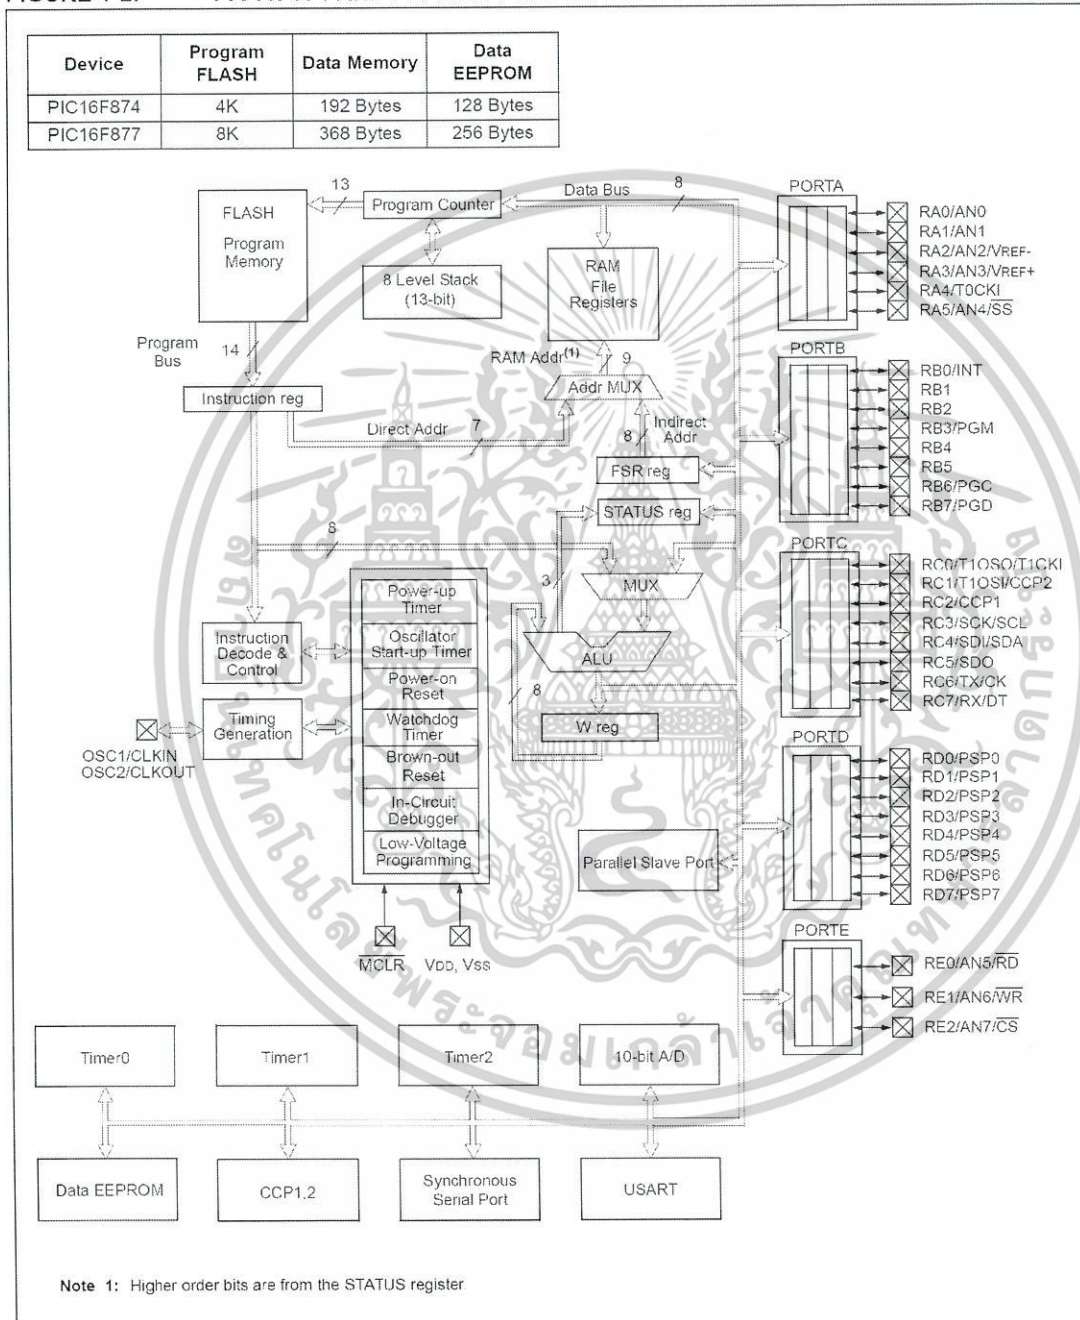 Device Program FLASH Data Memory Data EEPROM
PIC16F874 4K 192 Bytes 128 Bytes
PIC16F877 8K 368 Bytes 256 Bytes
13
Data Bus
8
FLASH
Program
Memory
Program Counter
8 Level Stack
(13-bit)
RAM
File
Registers
Program
Bus
14
RAM Addr(1)
9
Addr MUX
Instruction reg
Direct Addr
7
8
Indirect
Addr
FSR reg
STATUS reg
8
3
MUX
Power-up
Timer
Oscillator
Start-up Timer
Power-on
Reset
Watchdog
Timer
Brown-out
Reset
In-Circuit
Debugger
Low-Voltage
Programming
Instruction
Decode &
Control
Timing
Generation
OSC1/CLKIN
OSC2/CLKOUT
ALU
8
W reg
Parallel Slave Port
MCLR
VDD, VSS
PORTA
RA0/AN0
RA1/AN1
RA2/AN2/VREF-
RA3/AN3/VREF+
RA4/T0CKI
RA5/AN4/SS
PORTB
RB0/INT
RB1
RB2
RB3/PGM
RB4
RB5
RB6/PGC
RB7/PGD
PORTC
RC0/T1OSO/T1CKI
RC1/T1OSI/CCP2
RC2/CCP1
RC3/SCK/SCL
RC4/SDI/SDA
RC5/SDO
RC6/TX/CK
RC7/RX/DT
PORTD
RD0/PSP0
RD1/PSP1
RD2/PSP2
RD3/PSP3
RD4/PSP4
RD5/PSP5
RD6/PSP6
RD7/PSP7
PORTE
RE0/AN5/RD
RE1/AN6/WR
RE2/AN7/CS
Timer0
Timer1
Timer2
10-bit A/D
Data EEPROM
CCP1,2
Synchronous
Serial Port
USART
Note 1: Higher order bits are from the STATUS register